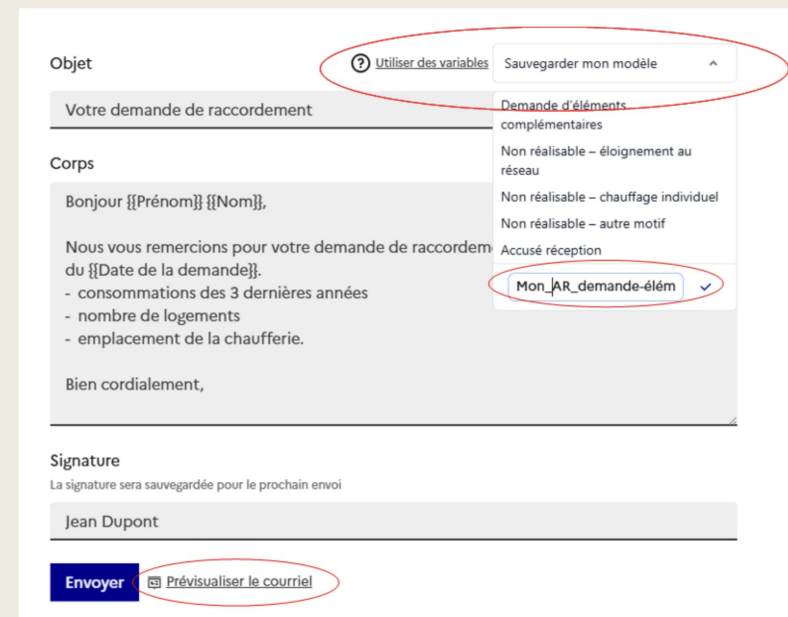 Objet
Utiliser des variables
Sauvegarder mon modèle
Votre demande de raccordement
Demande d'éléments
complémentaires
Non réalisable – éloignement au
réseau
Non réalisable – chauffage individuel
Non réalisable – autre motif
Accusé réception
Mon_AR_demande-élém
Corps
Bonjour {{Prénom}} {{Nom}},
Nous vous remercions pour votre demande de
du {{Date de la demande}}.
- consommations des 3 dernières années
- nombre de logements
- emplacement de la chaufferie.
Bien cordialement,
Signature
La signature sera sauvegardée pour le prochain envoi
Jean Dupont
Envoyer
Prévisualiser le courriel